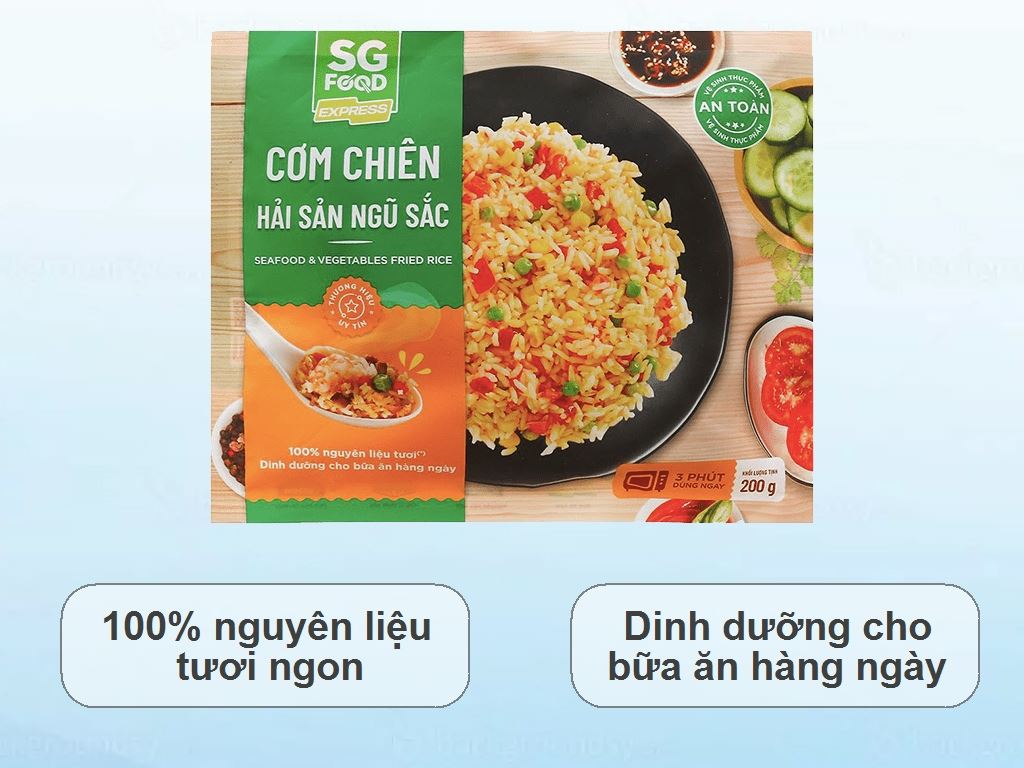 SG
FOOD
EXPRESS
CƠM CHIÊN
HẢI SẢN NGŨ SẮC
SEAFOOD & VEGETABLES FRIED RICE
THƯƠNG HIỆU
UY TÍN
100% nguyên liệu tươi(*)
Dinh dưỡng cho bữa ăn hàng ngày
VỆ SINH THỰC PHẨM
AN TOÀN
VỆ SINH THỰC PHẨM
3 PHÚT
DÙNG NGAY
KHỐI LƯỢNG TỊNH
200 g
100% nguyên liệu
tươi ngon
Dinh dưỡng cho
bữa ăn hàng ngày